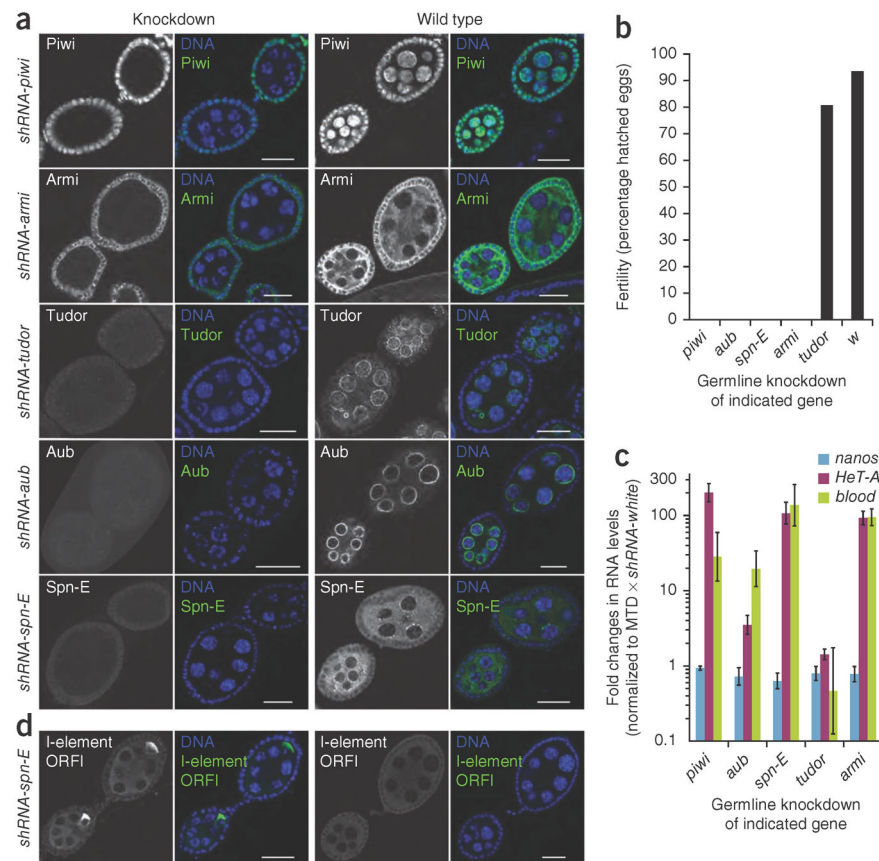 a
Knockdown
Wild type
shRNA-piwi
Piwi
DNA
Piwi
Piwi
DNA
Piwi
shRNA-armi
Armi
DNA
Armi
Armi
DNA
Armi
shRNA-tudor
Tudor
DNA
Tudor
Tudor
DNA
Tudor
shRNA-aub
Aub
DNA
Aub
Aub
DNA
Aub
shRNA-spn-E
Spn-E
DNA
Spn-E
Spn-E
DNA
Spn-E
d
shRNA-spn-E
I-element
ORFI
DNA
I-element
ORFI
I-element
ORFI
DNA
I-element
ORFI
b
Fertility (percentage hatched eggs)
100
90
80
70
60
50
40
30
20
10
0
piwi
aub
spn-E
armi
tudor
w
Germline knockdown
of indicated gene
c
nanos
HeT-A
blood
Fold changes in RNA levels
(normalized to MTD × shRNA-white)
300
100
10
1
0.1
piwi
aub
spn-E
tudor
armi
Germline knockdown
of indicated gene